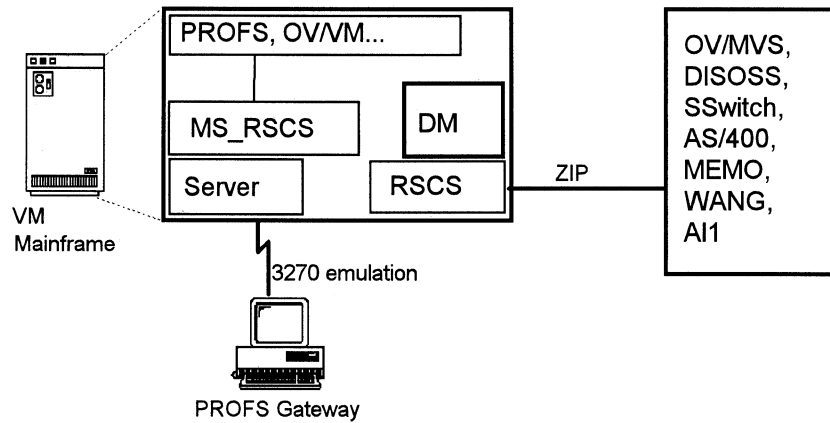 PROFS, OV/VM...
MS_RSCS
DM
Server
RSCS
VM
Mainframe
ZIP
OV/MVS,
DISOSS,
SSwitch,
AS/400,
MEMO,
WANG,
AI1
3270 emulation
PROFS Gateway